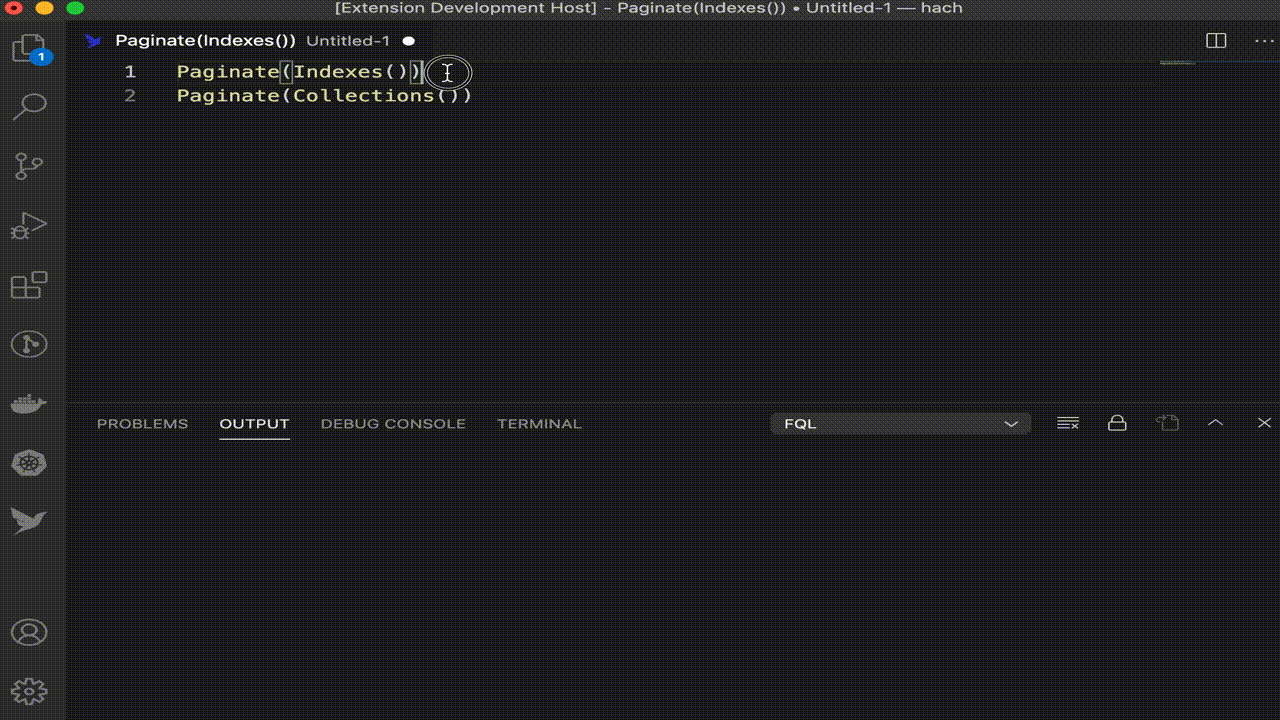 [Extension Development Host] - Paginate(Indexes()) • Untitled-1 — hach
1
Paginate(Indexes()) Untitled-1
1 Paginate(Indexes())
2 Paginate(Collections())
PROBLEMS OUTPUT DEBUG CONSOLE TERMINAL FQL